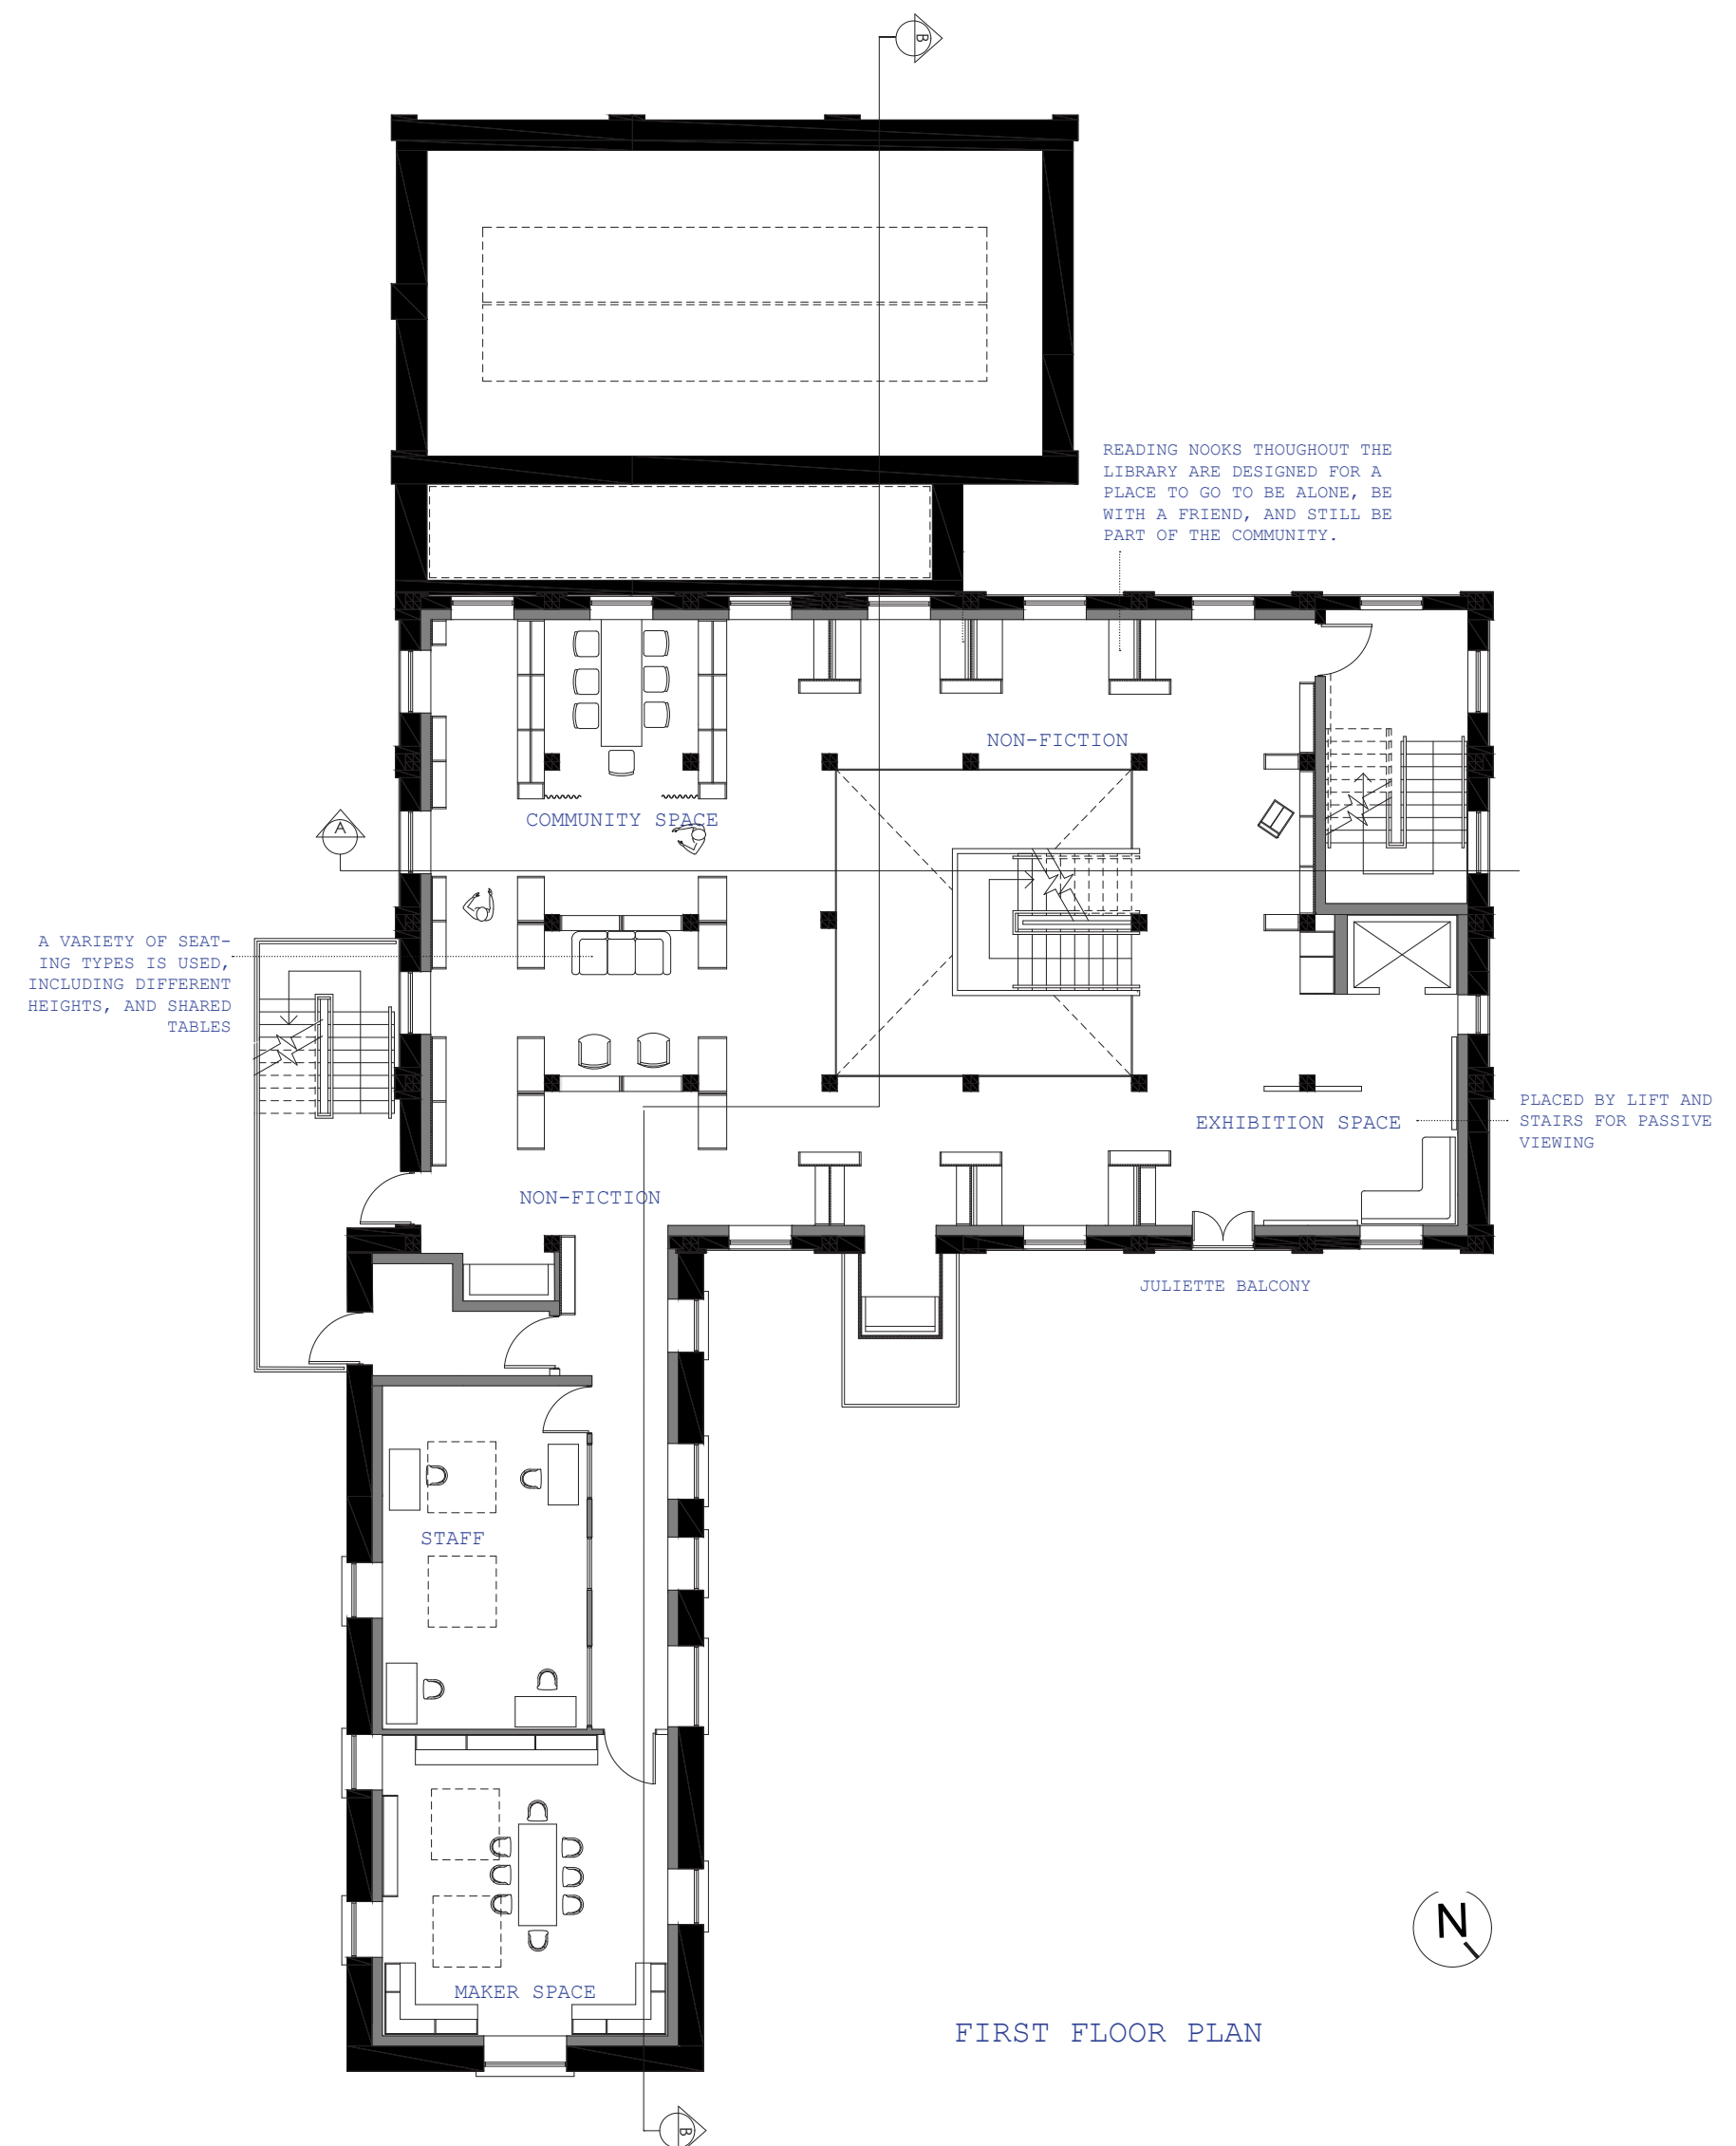 B
READING NOOKS THOUGHOUT THE
LIBRARY ARE DESIGNED FOR A
PLACE TO GO TO BE ALONE, BE
WITH A FRIEND, AND STILL BE
PART OF THE COMMUNITY.
NON-FICTION
COMMUNITY SPACE
A
A VARIETY OF SEAT-
ING TYPES IS USED,
INCLUDING DIFFERENT
HEIGHTS, AND SHARED
TABLES
EXHIBITION SPACE
PLACED BY LIFT AND
STAIRS FOR PASSIVE
VIEWING
NON-FICTION
JULIETTE BALCONY
STAFF
N
MAKER SPACE
FIRST FLOOR PLAN
B